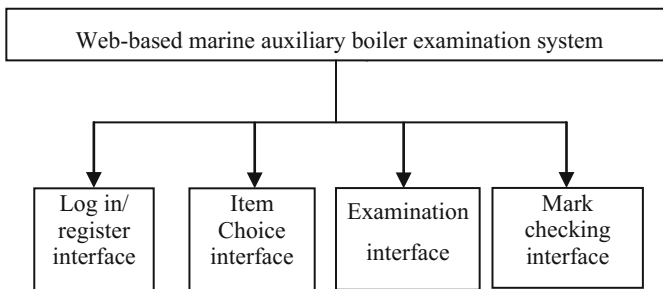 Web-based marine auxiliary boiler examination system
Log in/
register
interface
Item
Choice
interface
Examination
interface
Mark
checking
interface